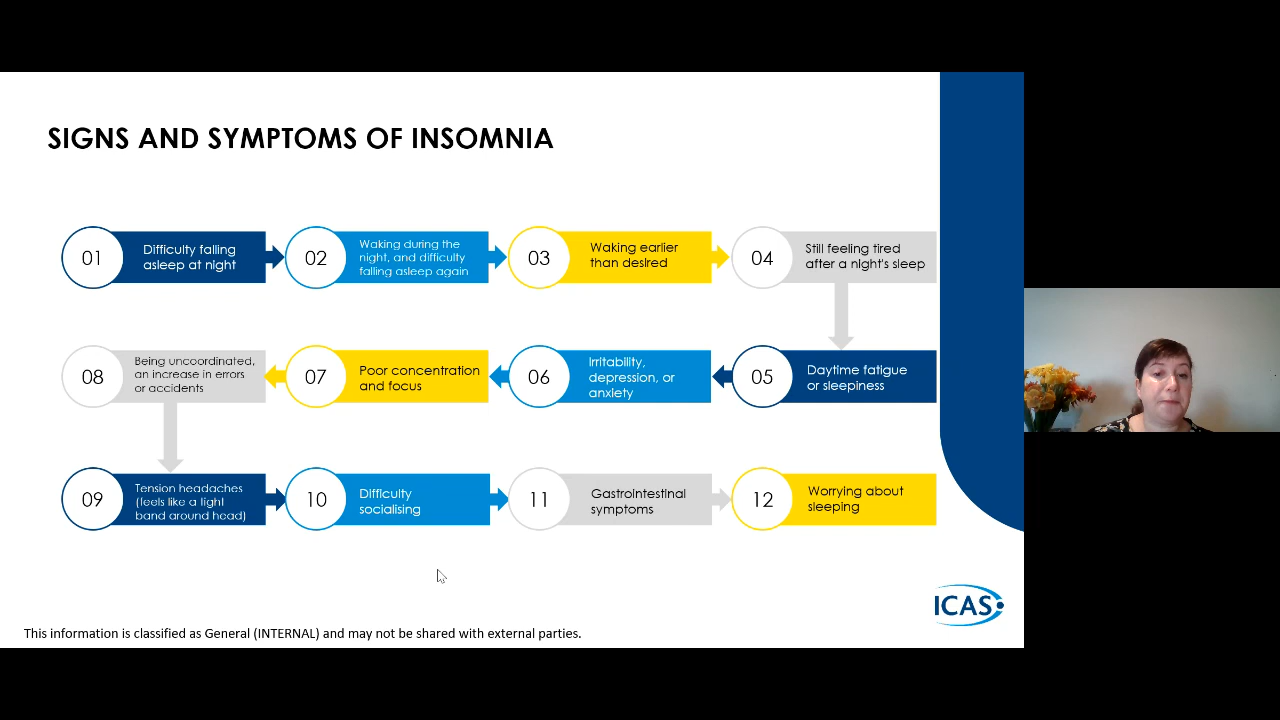 SIGNS AND SYMPTOMS OF INSOMNIA
01
Difficulty falling
asleep at night
02
Waking during the
night, and difficulty
falling asleep again
03
Waking earlier
than desired
04
Still feeling tired
after a night's sleep
08
Being uncoordinated,
an increase in errors
or accidents
07
Poor concentration
and focus
06
Irritability,
depression, or
anxiety
05
Daytime fatigue
or sleepiness
09
Tension headaches
(feels like a tight
band around head)
10
Difficulty
socialising
11
Gastrointestinal
symptoms
12
Worrying about
sleeping
ICAS
This information is classified as General (INTERNAL) and may not be shared with external parties.